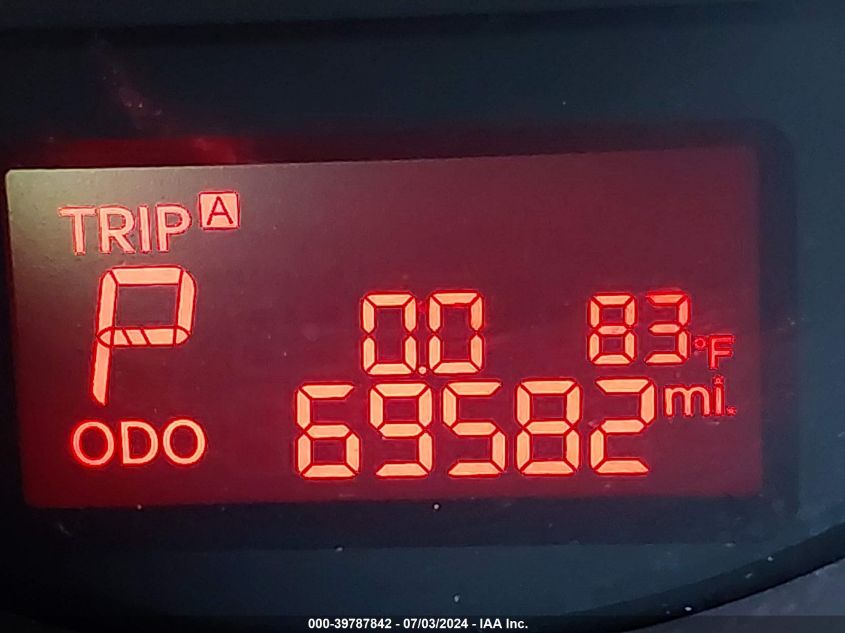 TRIP A
P 0.0 83°F
ODO 69582 mi.
000-39787842 - 07/03/2024 - IAA Inc.